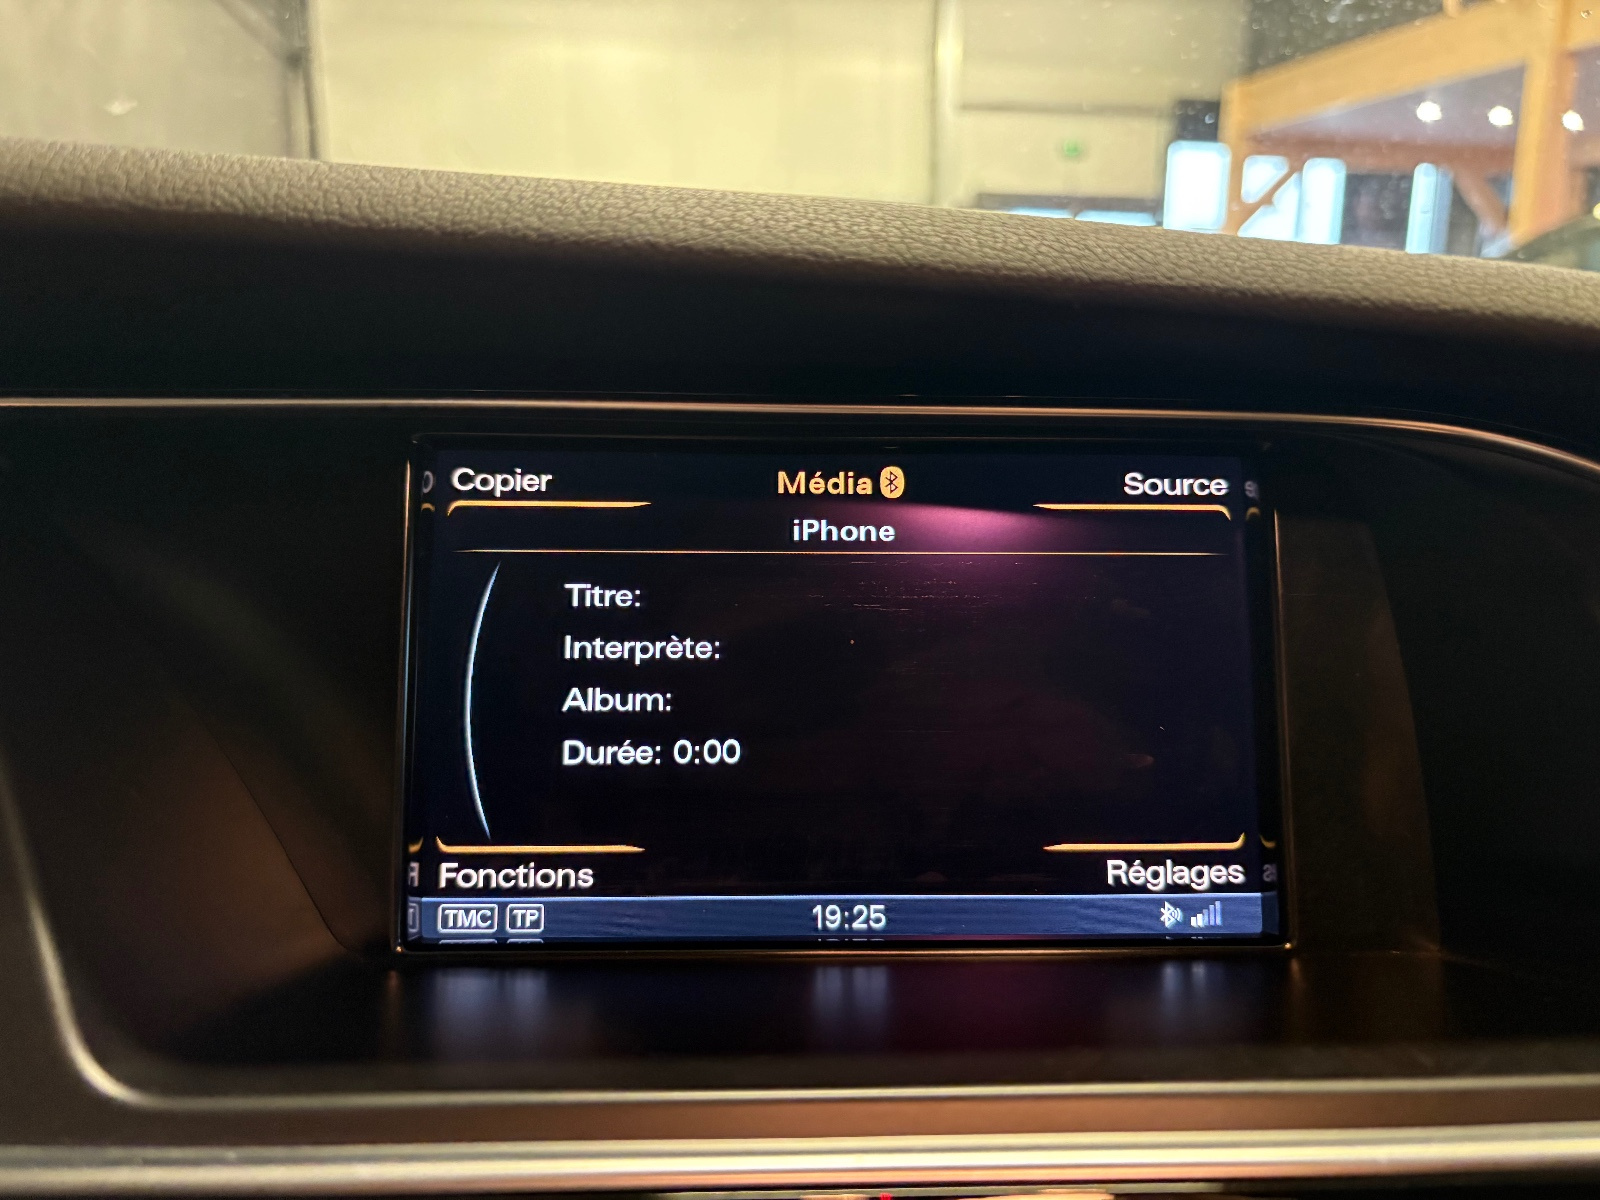 Copier
Média
Source
iPhone
Titre:
Interprète:
Album:
Durée: 0:00
Fonctions
Réglages
TMC TP
19:25